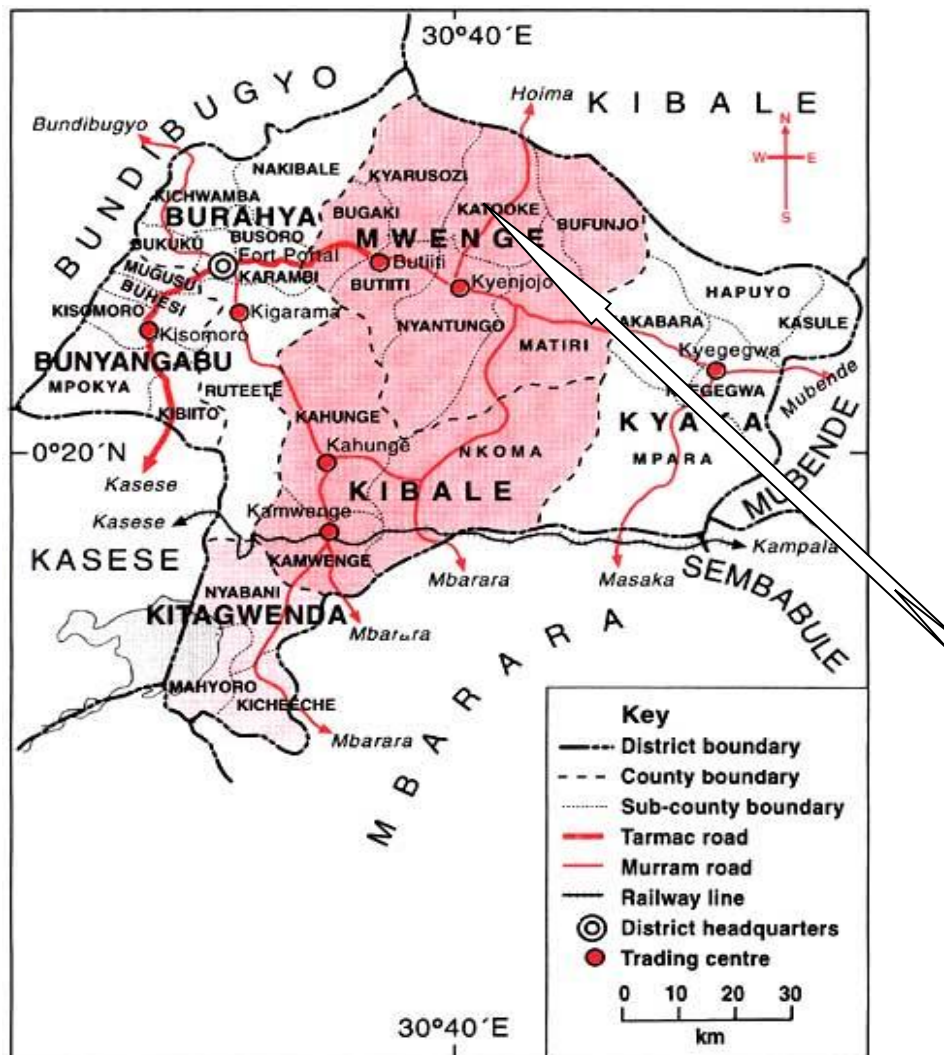 30°40´E
BUNDIBUGYO
KIBALE
Hoima
Bundibugyo
N
W E
S
NAKIBALE
KYARUSOZI
KICHWAMBA
BURAHYA
BUGAKI
KATOOKE
BUFUNJO
BUKUKU
BUSORO
MWENGE
Fort Portal
Butiiti
MUGUSU
KARAMBI
BUTIITI
Kyenjojo
BUHESI
HAPUYO
KISOMORO
Kigarama
NYANTUNGO
AKABARA
KASULE
Kisomoro
MATIRI
Kyegegwa
BUNYANGABU
Mubende
MPOKYA
RUTEETE
EGEGWA
KIBIITO
KAHUNGE
KYA A
0°20´N
Kahunge
NKOMA
MPARA
MUBENDE
Kasese
KIBALE
Kasese
Kamwenge
Kampala
KASESE
KAMWENGE
Mbarara
Masaka
SEMBABULE
NYABANI
KITAGWENDA
Mbarara
MBARARA
MAHYORO
KICHEECHE
Mbarara
Key
District boundary
County boundary
Sub-county boundary
Tarmac road
Murram road
Railway line
District headquarters
Trading centre
0 10 20 30
km
30°40´E